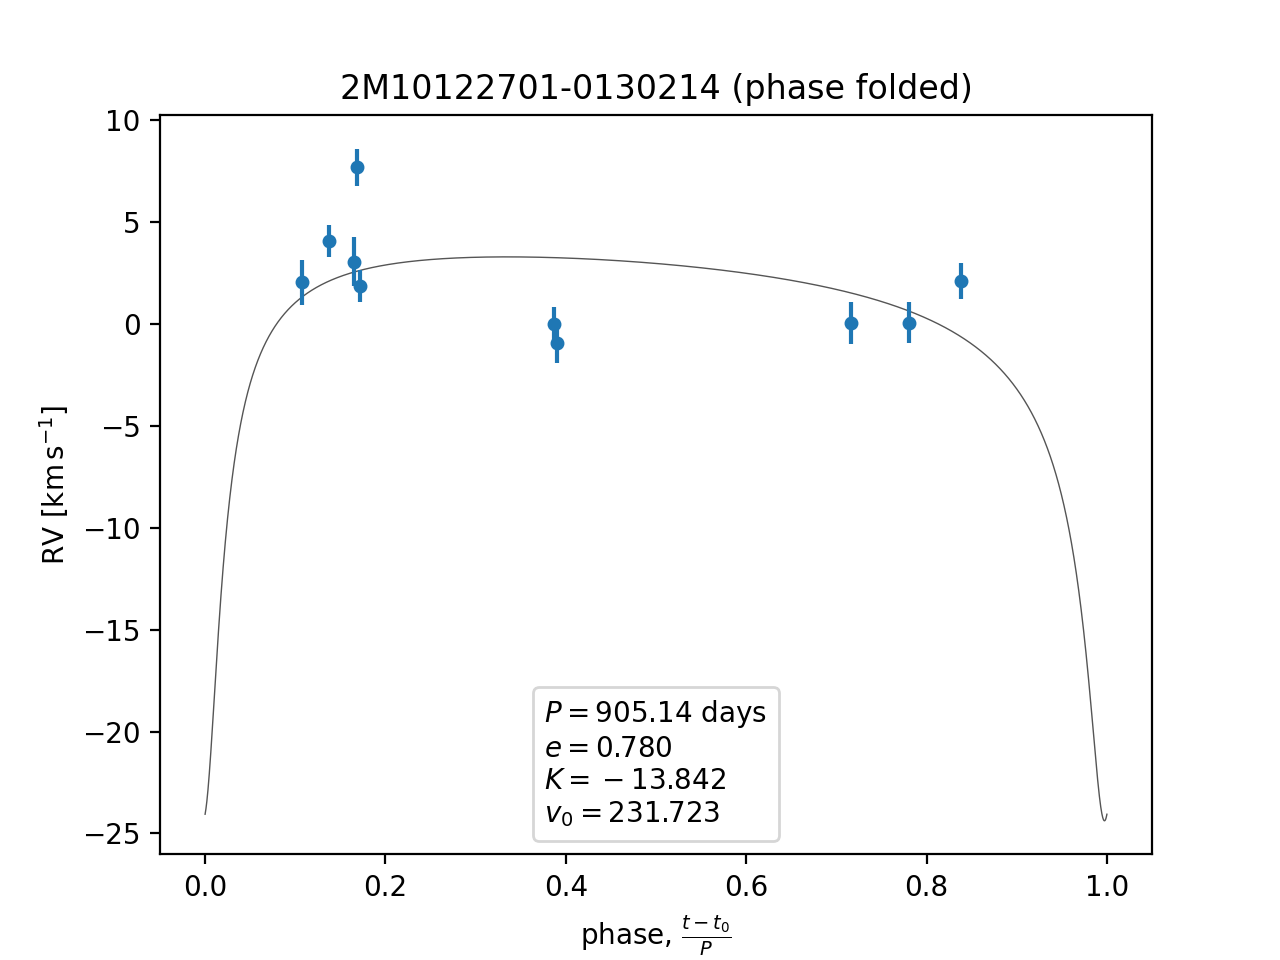 2M10122701-0130214 (phase folded)
10
5
0
−5
−10
−15
−20
−25
RV [km s⁻¹]
P = 905.14 days
e = 0.780
K = −13.842
v₀ = 231.723
0.0 0.2 0.4 0.6 0.8 1.0
phase, (t − t₀)/P